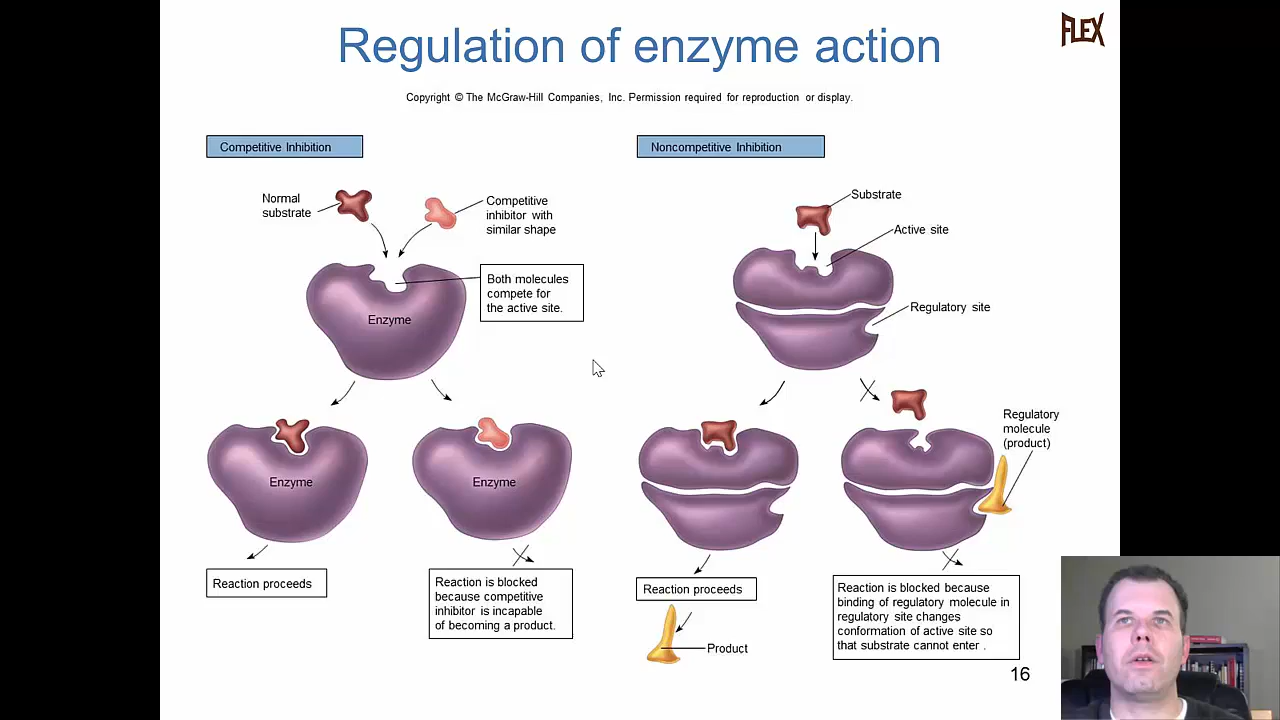 Regulation of enzyme action
FLEX
Copyright © The McGraw-Hill Companies, Inc. Permission required for reproduction or display.
Competitive Inhibition
Normal
substrate
Competitive
inhibitor with
similar shape
Both molecules
compete for
the active site.
Enzyme
Enzyme
Enzyme
Reaction proceeds
Reaction is blocked
because competitive
inhibitor is incapable
of becoming a product.
Noncompetitive Inhibition
Substrate
Active site
Regulatory site
Regulatory
molecule
(product)
Reaction proceeds
Product
Reaction is blocked because
binding of regulatory molecule in
regulatory site changes
conformation of active site so
that substrate cannot enter .
16